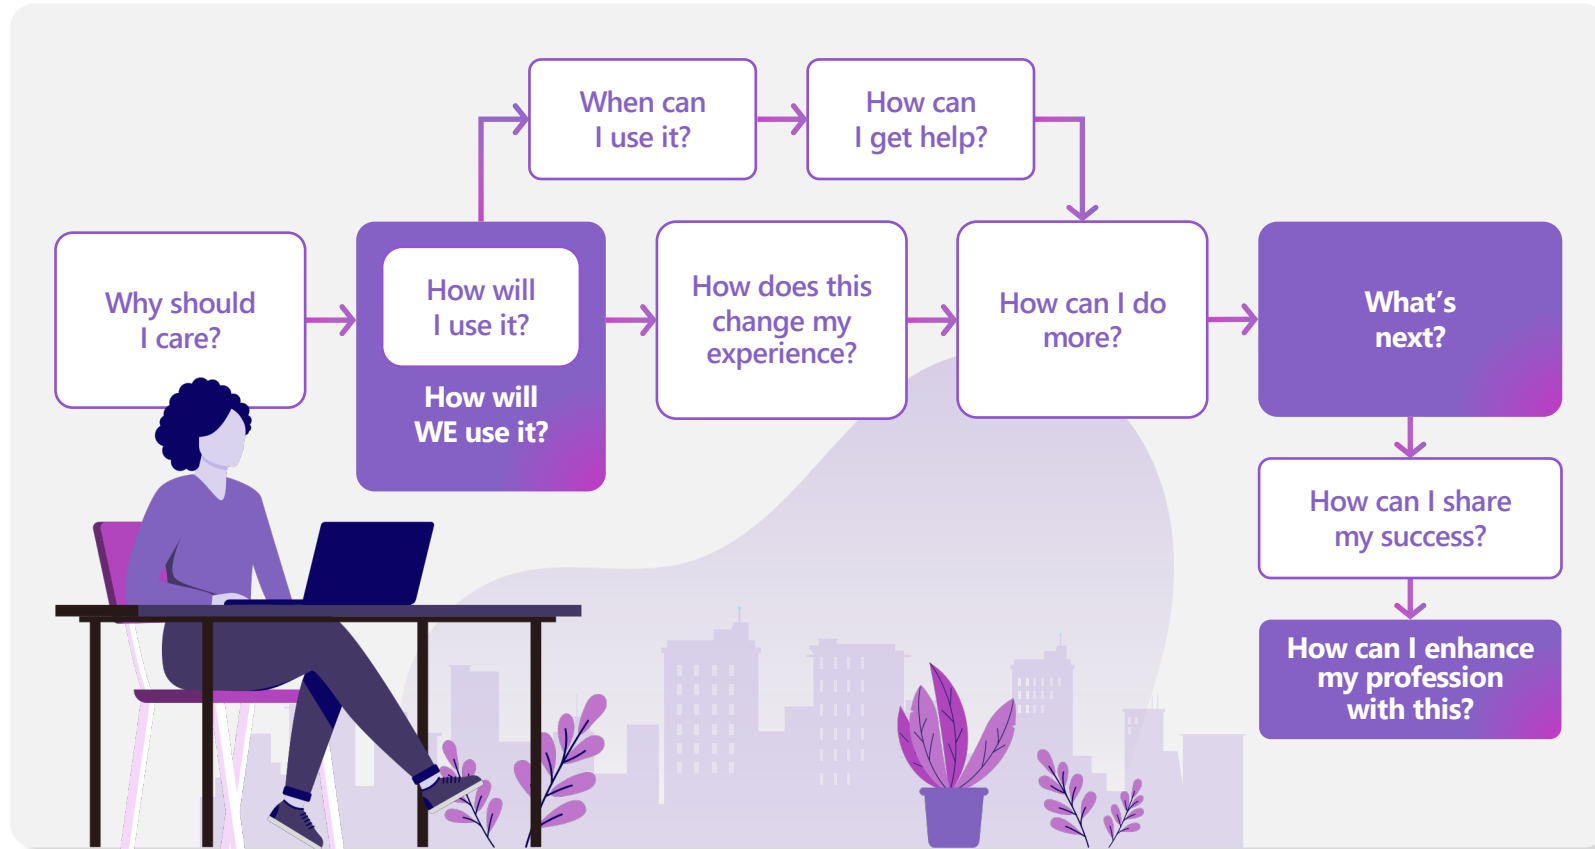 When can
I use it?
How can
I get help?
Why should
I care?
How will
I use it?
How will
WE use it?
How does this
change my
experience?
How can I do
more?
What’s
next?
How can I share
my success?
How can I enhance
my profession
with this?